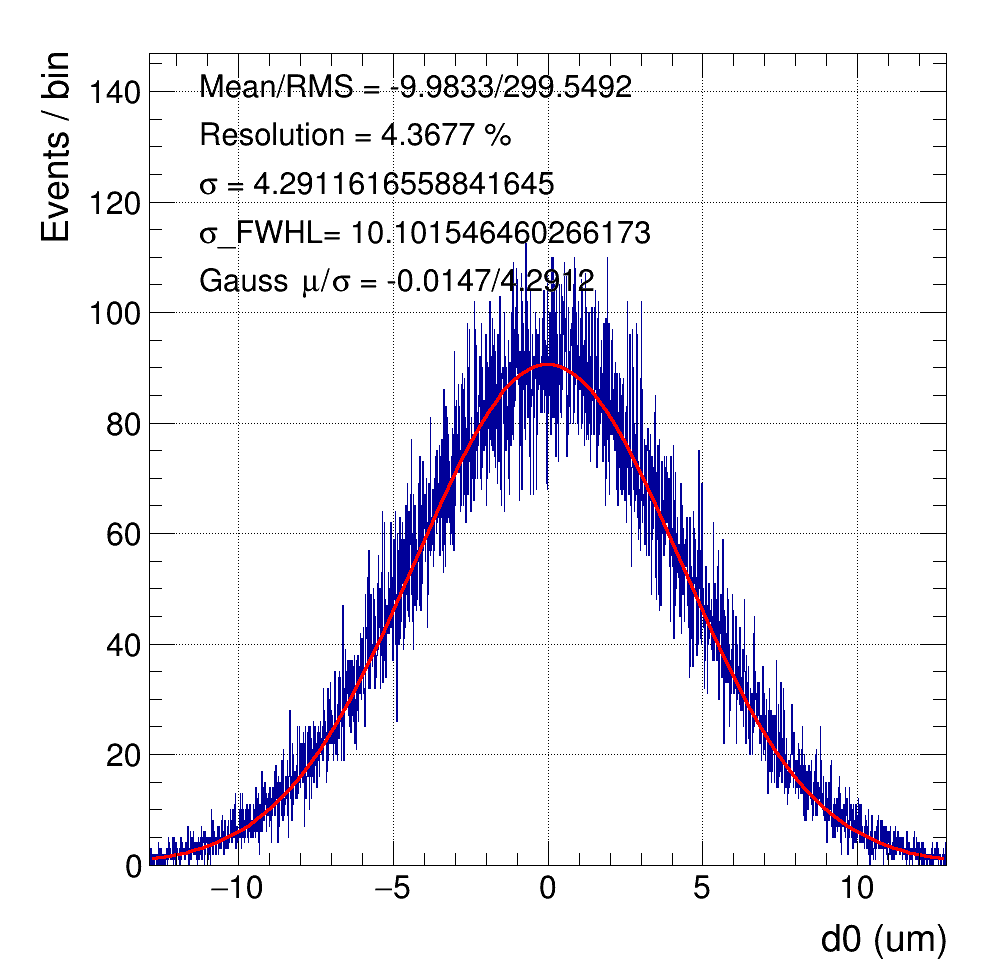 Events / bin
Mean/RMS = -9.9833/299.5492
Resolution = 4.3677 %
σ = 4.2911616558841645
σ_FWHL= 10.101546460266173
Gauss μ/σ = -0.0147/4.2912
140
120
100
80
60
40
20
0
−10 −5 0 5 10
d0 (um)